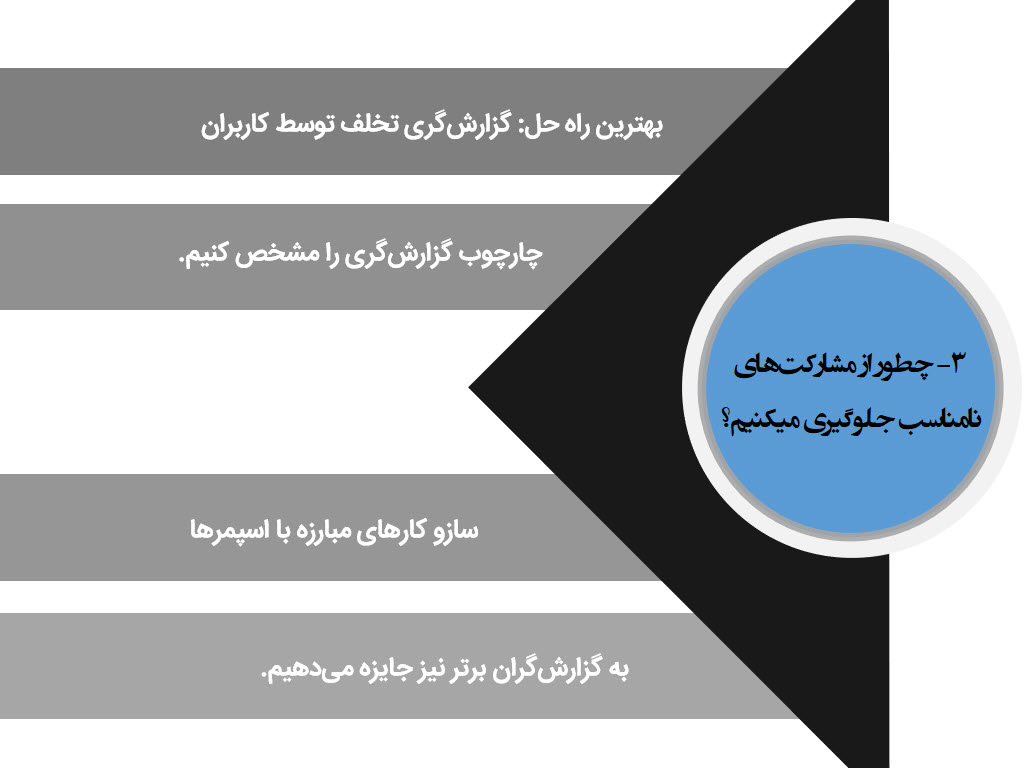 بهترین راه حل: گزارش‌گری تخلف توسط کاربران
چارچوب گزارش‌گری را مشخص کنیم.
۳- چطور از مشارکت‌های
نامناسب جلوگیری میکنیم؟
سازو کارهای مبارزه با اسپمرها
به گزارش‌گران برتر نیز جایزه می‌دهیم.